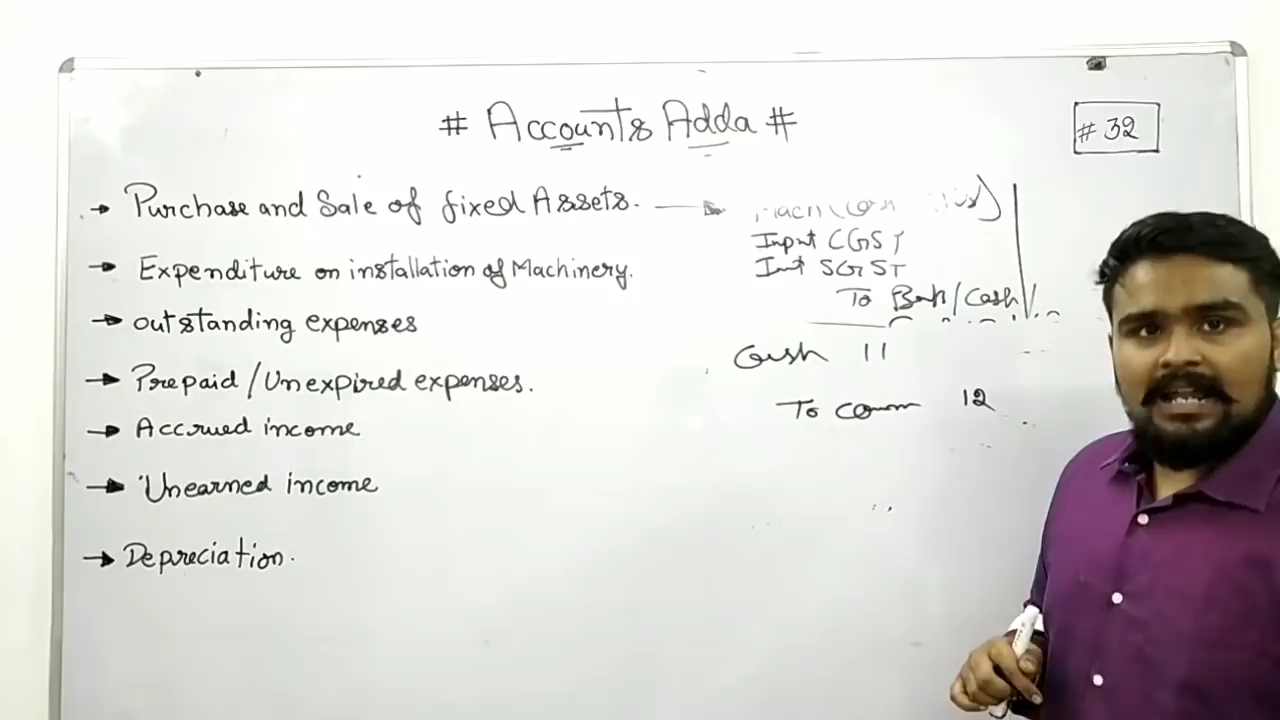 # Accounts Adda #
# 32
→ Purchase and Sale of fixed Assets. →
Input CGST
SGST
To Bank/Cash
→ Expenditure on installation of Machinery.
→ outstanding expenses
Cash 11
→ Prepaid/Unexpired expenses.
To comm 12
→ Accrued income
→ Unearned income
→ Depreciation.